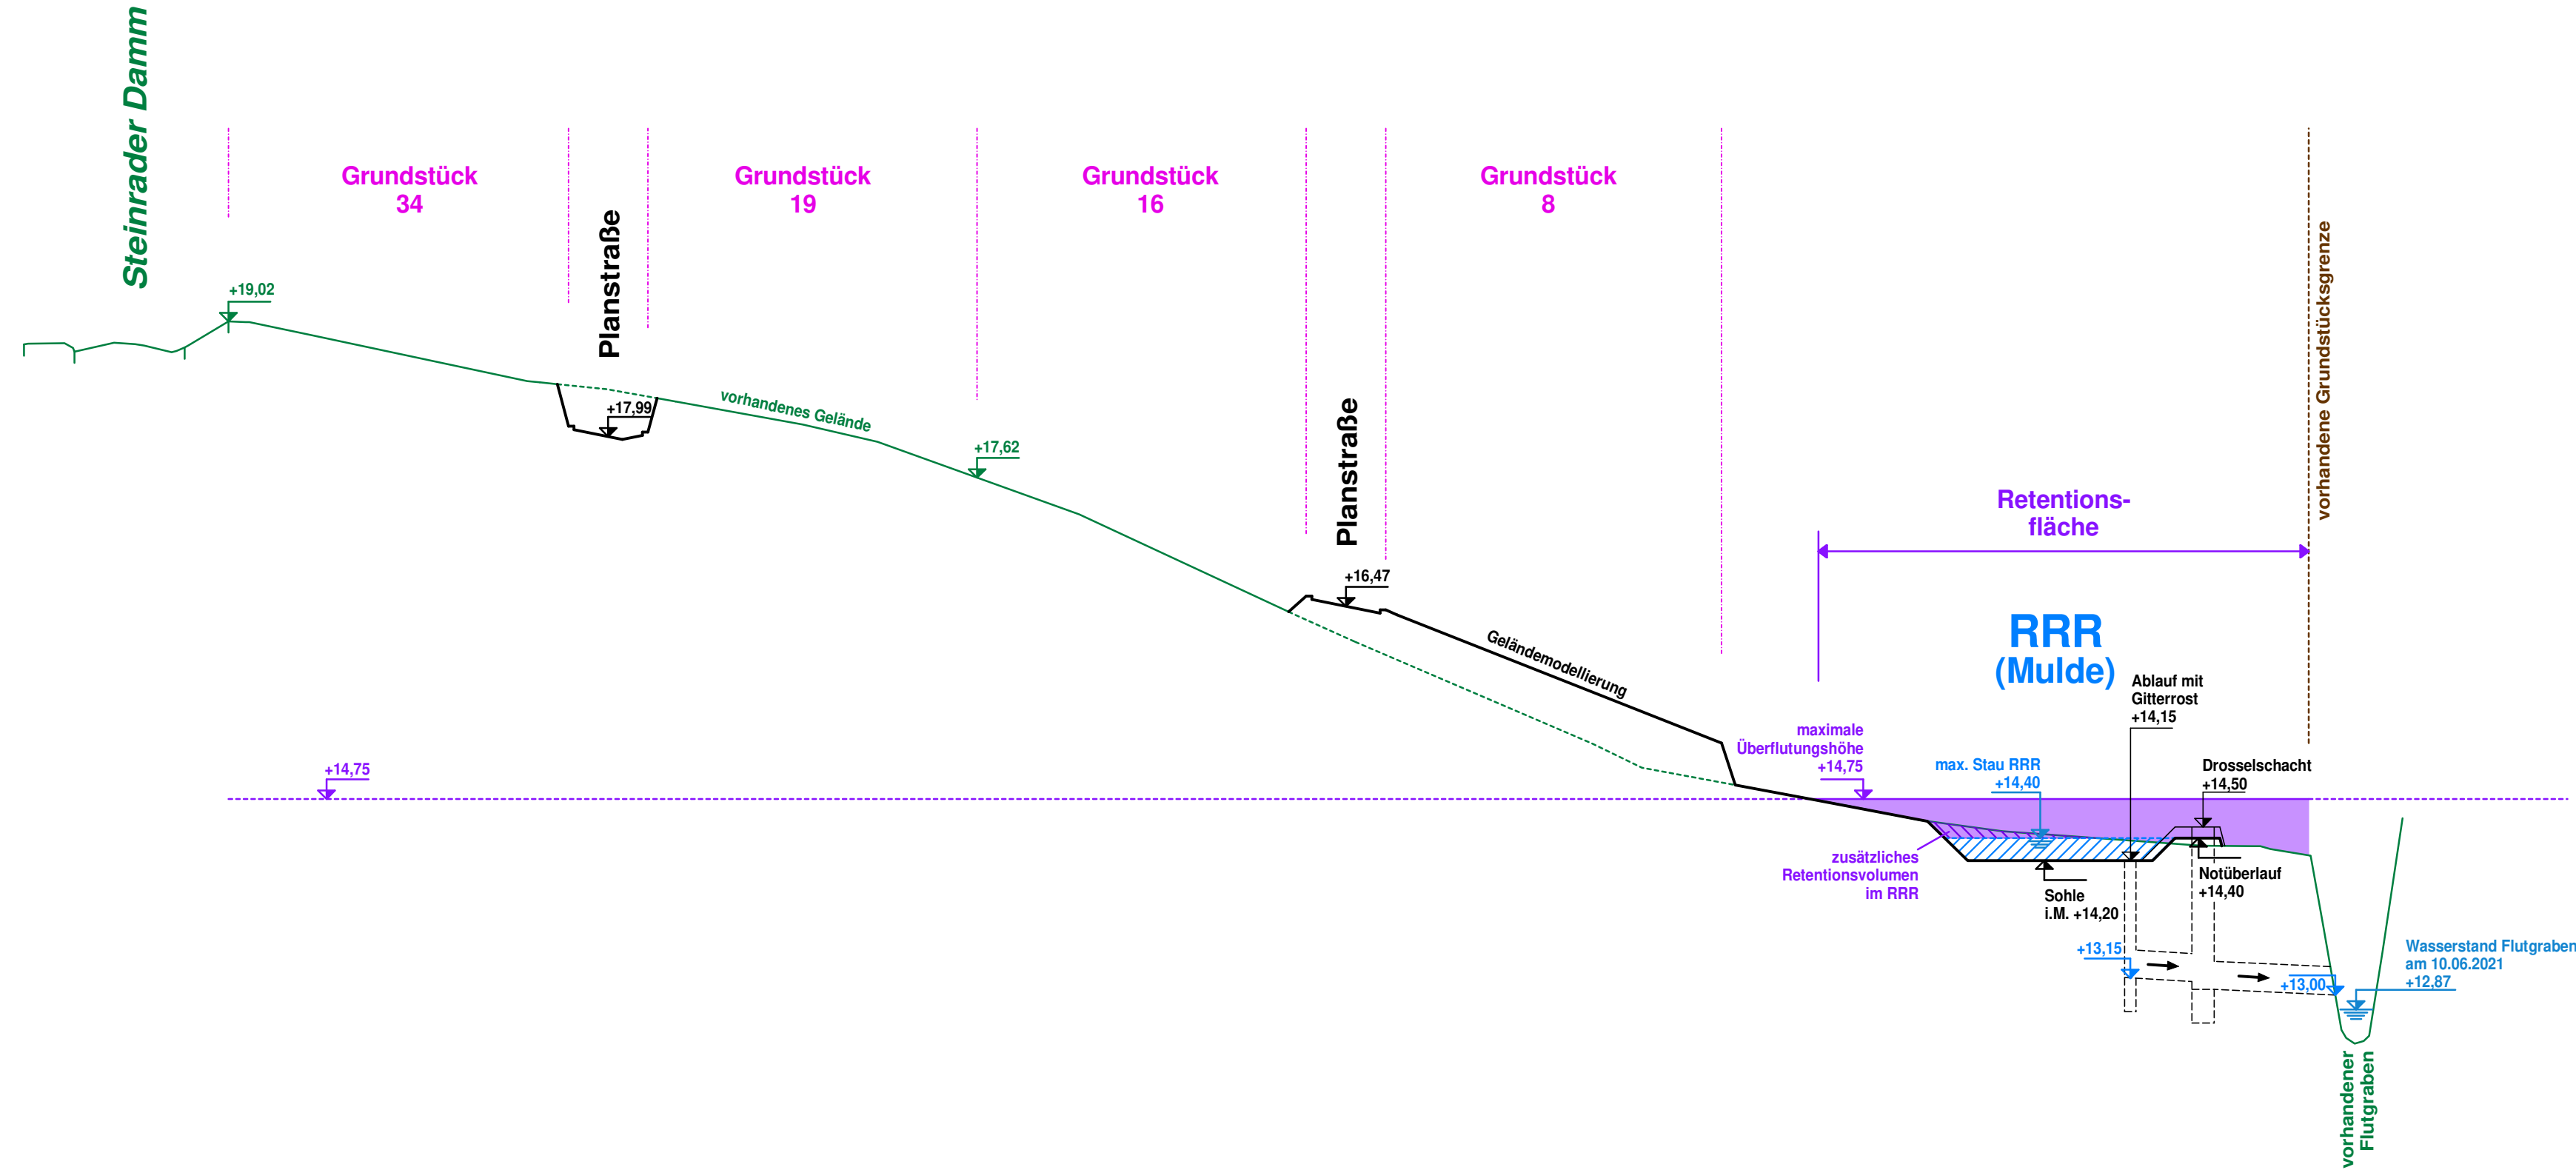 Steinrader Damm
Grundstück
34
Grundstück
19
Grundstück
16
Grundstück
8
Planstraße
vorhandene Grundstücksgrenze
+19,02
+17,99
vorhandenes Gelände
+17,62
Planstraße
Retentions-
fläche
+16,47
Geländemodellierung
RRR
(Mulde)
Ablauf mit
Gitterrost
+14,15
maximale
Überflutungshöhe
+14,75
+14,75
max. Stau RRR
+14,40
Drosselschacht
+14,50
zusätzliches
Retentionsvolumen
im RRR
Sohle
i.M. +14,20
Notüberlauf
+14,40
+13,15
+13,00
Wasserstand Flutgraben
am 10.06.2021
+12,87
vorhandener
Flutgraben